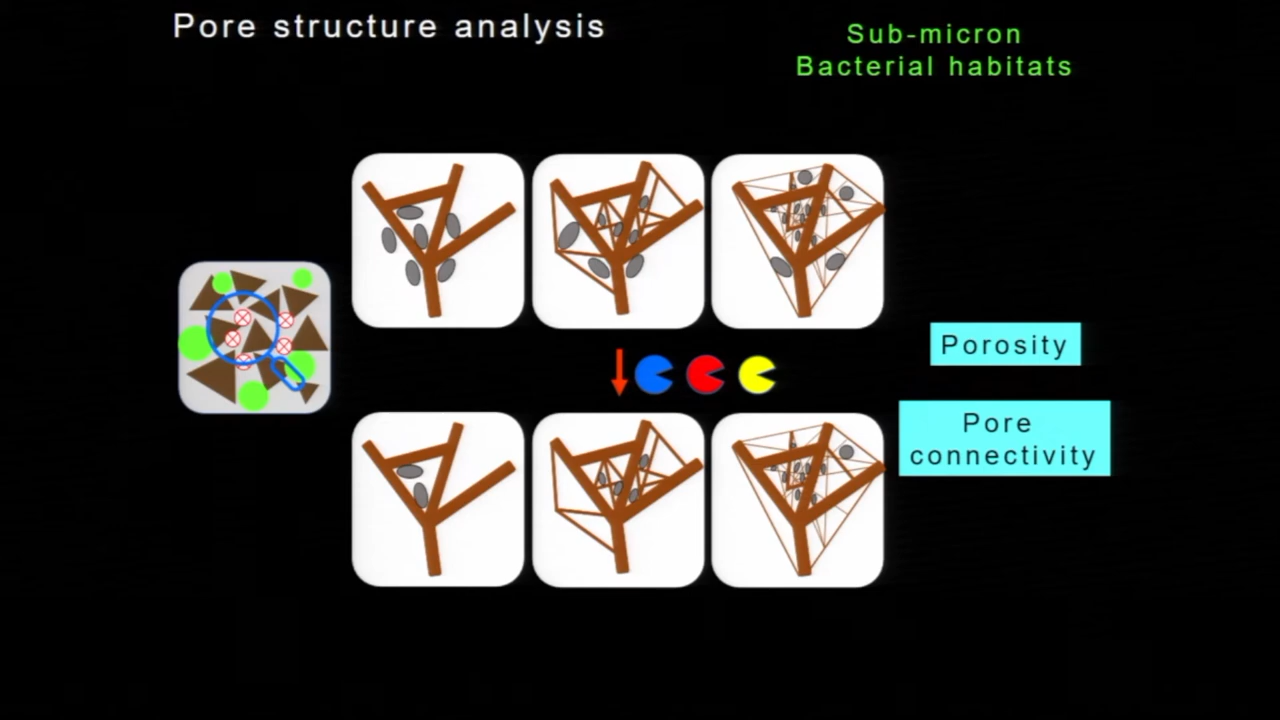 Pore structure analysis
Sub-micron
Bacterial habitats
Porosity
Pore
connectivity